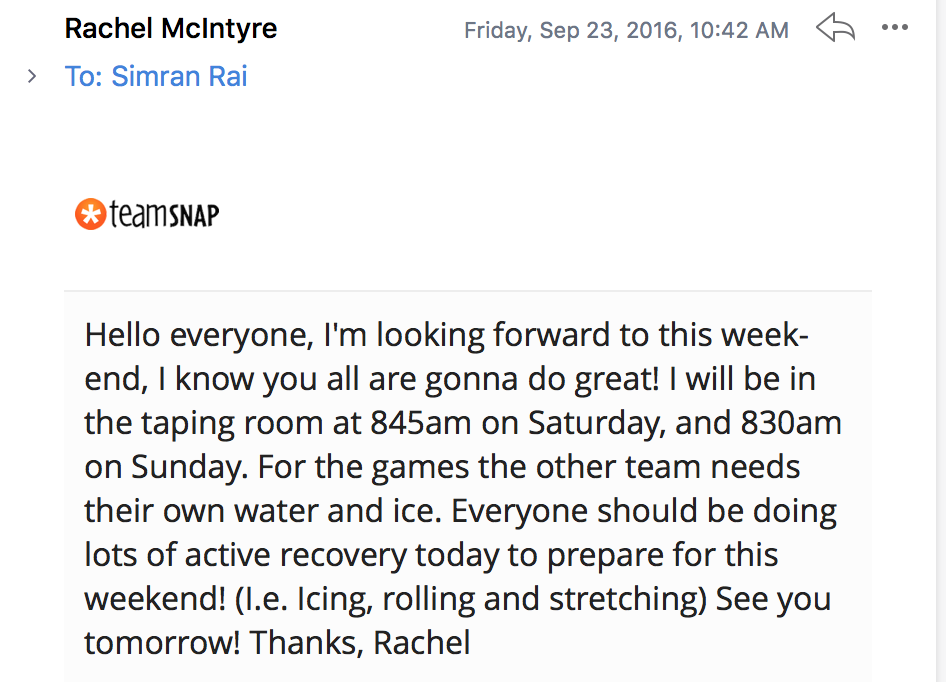 Rachel McIntyre
Friday, Sep 23, 2016, 10:42 AM
To: Simran Rai
teamSNAP
Hello everyone, I'm looking forward to this week-
end, I know you all are gonna do great! I will be in
the taping room at 845am on Saturday, and 830am
on Sunday. For the games the other team needs
their own water and ice. Everyone should be doing
lots of active recovery today to prepare for this
weekend! (I.e. Icing, rolling and stretching) See you
tomorrow! Thanks, Rachel